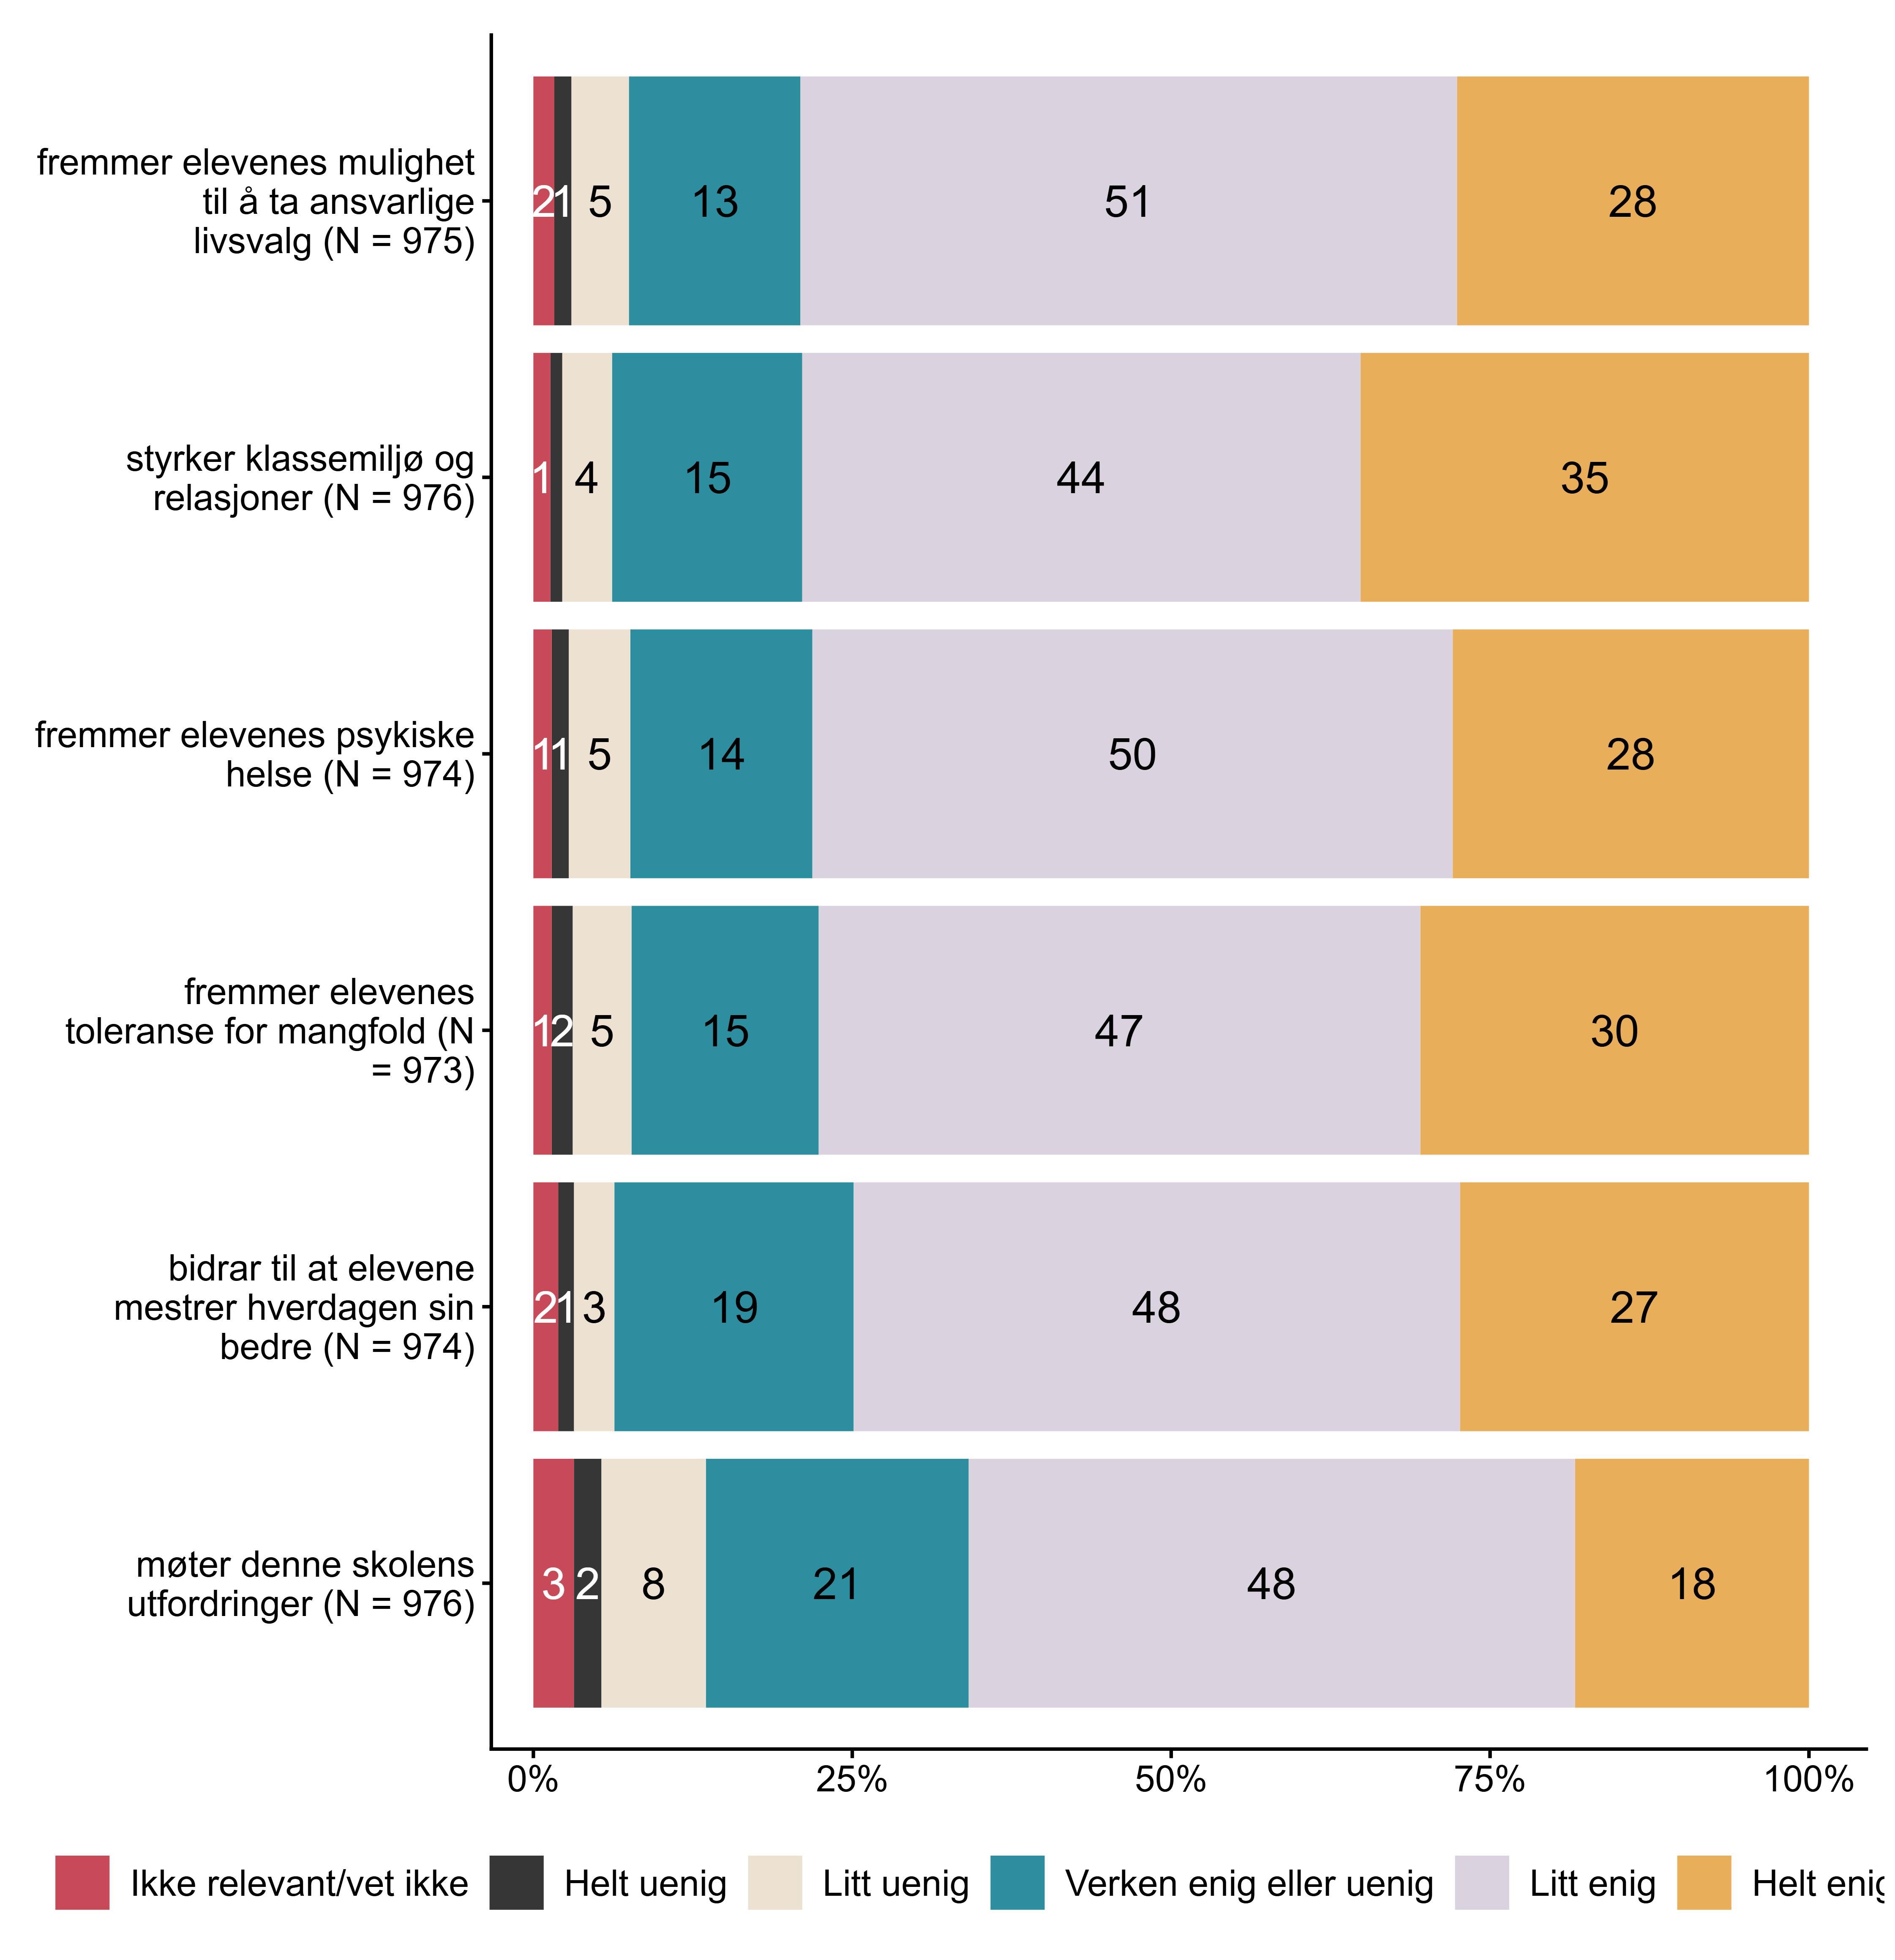 fremmer elevenes mulighet
til å ta ansvarlige
livsvalg (N = 975)
2 1 5 13 51 28
styrker klassemiljø og
relasjoner (N = 976)
1 4 15 44 35
fremmer elevenes psykiske
helse (N = 974)
1 1 5 14 50 28
fremmer elevenes
toleranse for mangfold (N
= 973)
1 2 5 15 47 30
bidrar til at elevene
mestrer hverdagen sin
bedre (N = 974)
2 1 3 19 48 27
møter denne skolens
utfordringer (N = 976)
3 2 8 21 48 18
0% 25% 50% 75% 100%
Ikke relevant/vet ikke Helt uenig Litt uenig Verken enig eller uenig Litt enig Helt enig